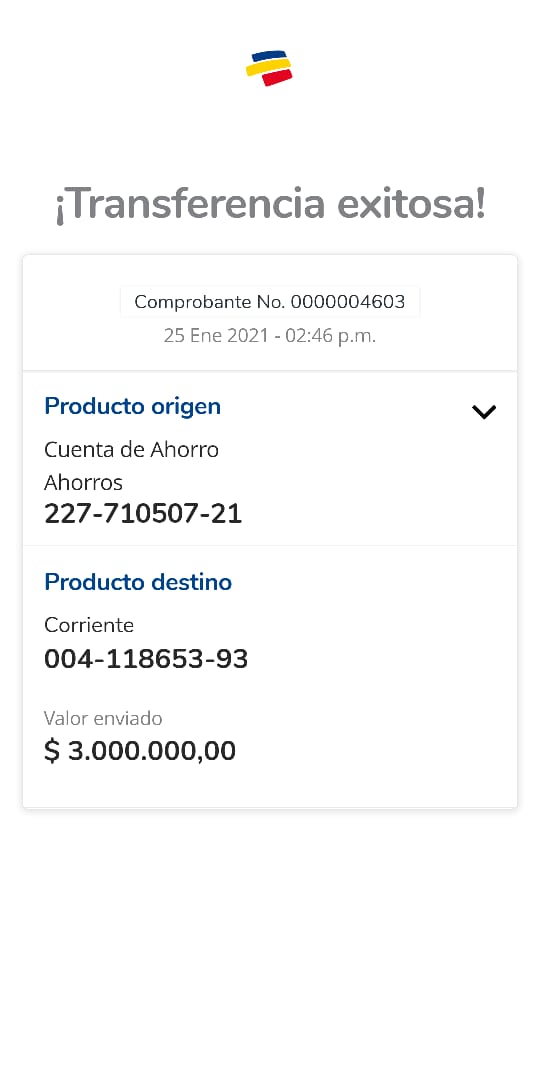 ¡Transferencia exitosa!
Comprobante No. 0000004603
25 Ene 2021 - 02:46 p.m.
Producto origen
Cuenta de Ahorro
Ahorros
227-710507-21
Producto destino
Corriente
004-118653-93
Valor enviado
$ 3.000.000,00